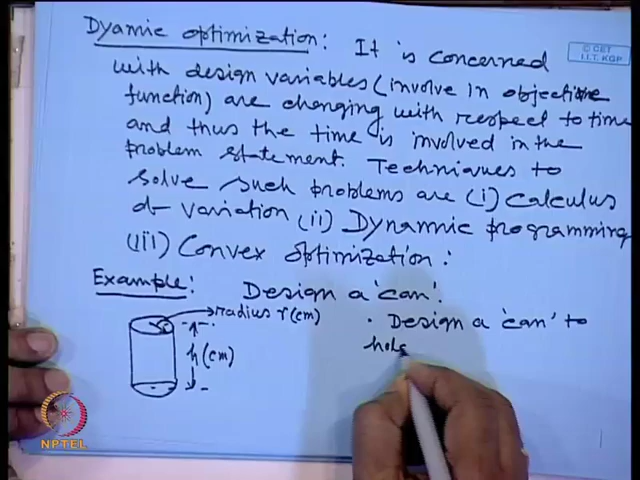 Dyamic optimization: It is concerned
© CET
I.I.T. KGP
with design variables (involve in objective
function) are changing with respect to time
and thus the time is involved in the
problem statement. Techniques to
solve such problems are (i) calculus
of variation (ii) Dynamic programming
(iii) Convex optimization:
Example: Design a 'can'.
radius r(cm)
h(cm)
• Design a 'can' to
hold
NPTEL